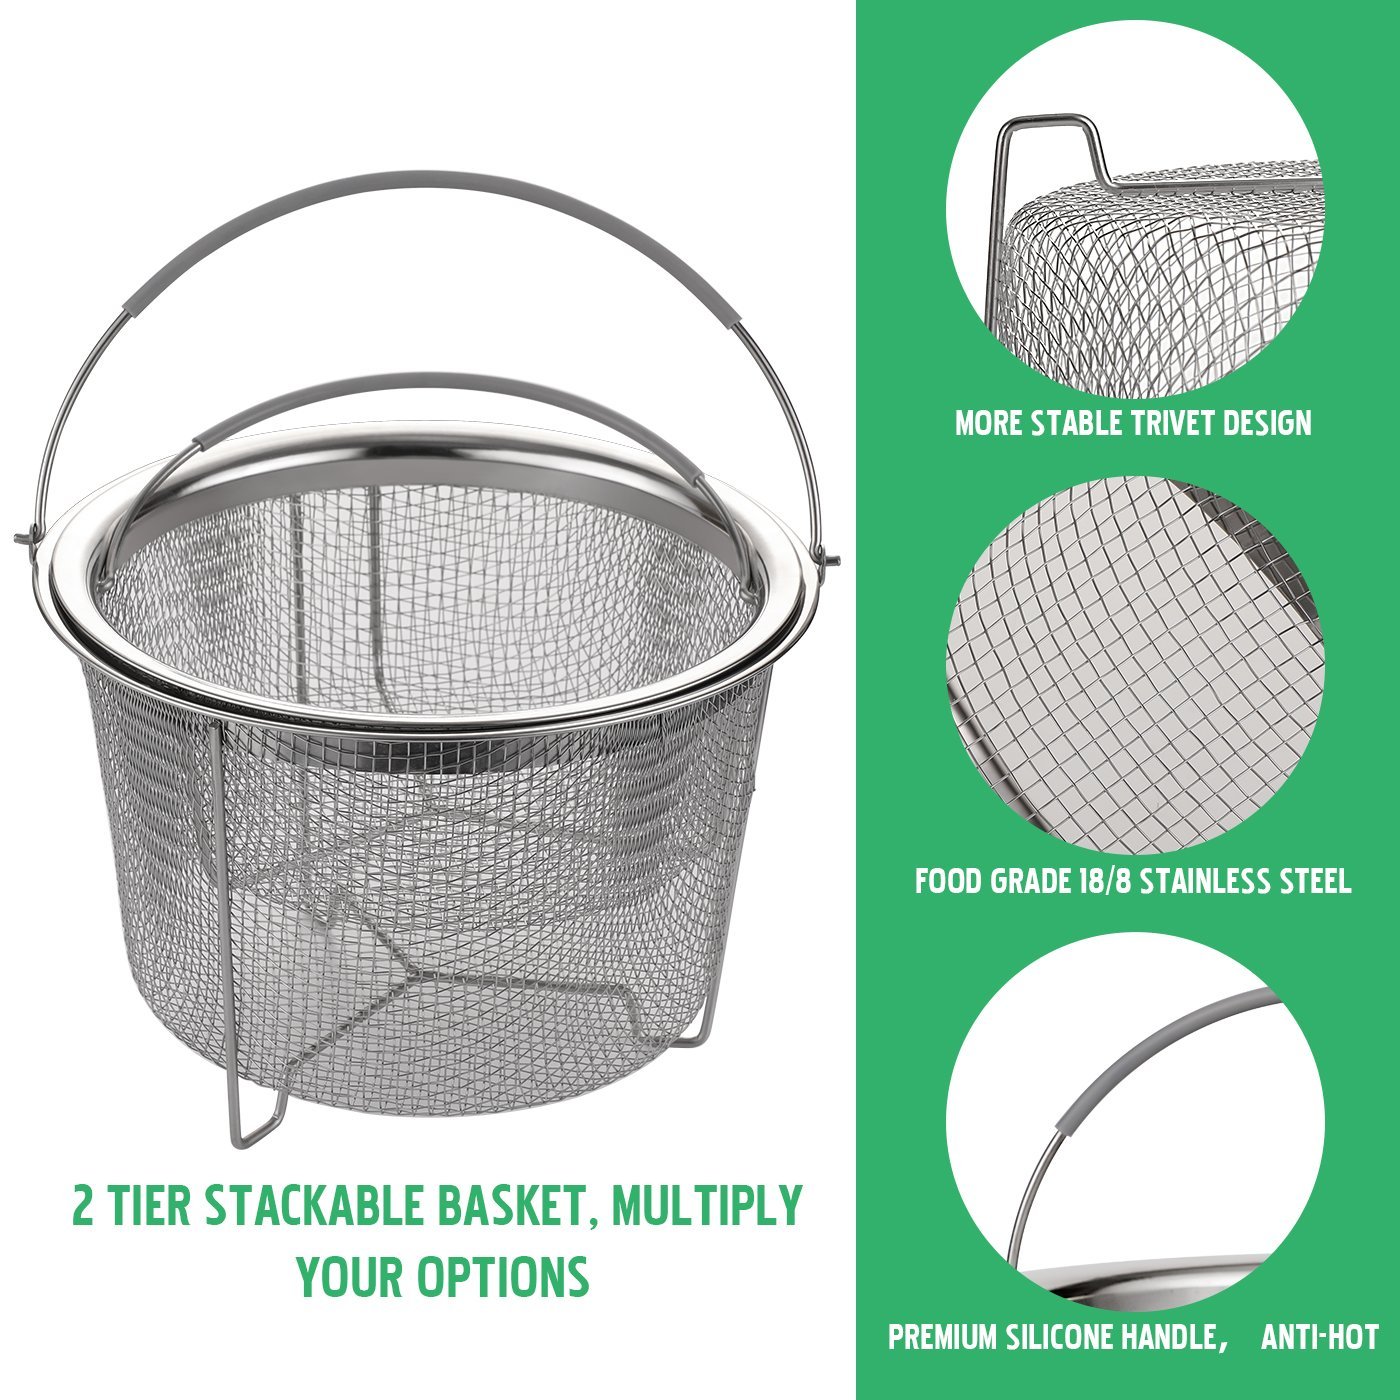 2 TIER STACKABLE BASKET, MULTIPLY
YOUR OPTIONS
MORE STABLE TRIVET DESIGN
FOOD GRADE 18/8 STAINLESS STEEL
PREMIUM SILICONE HANDLE, ANTI-HOT